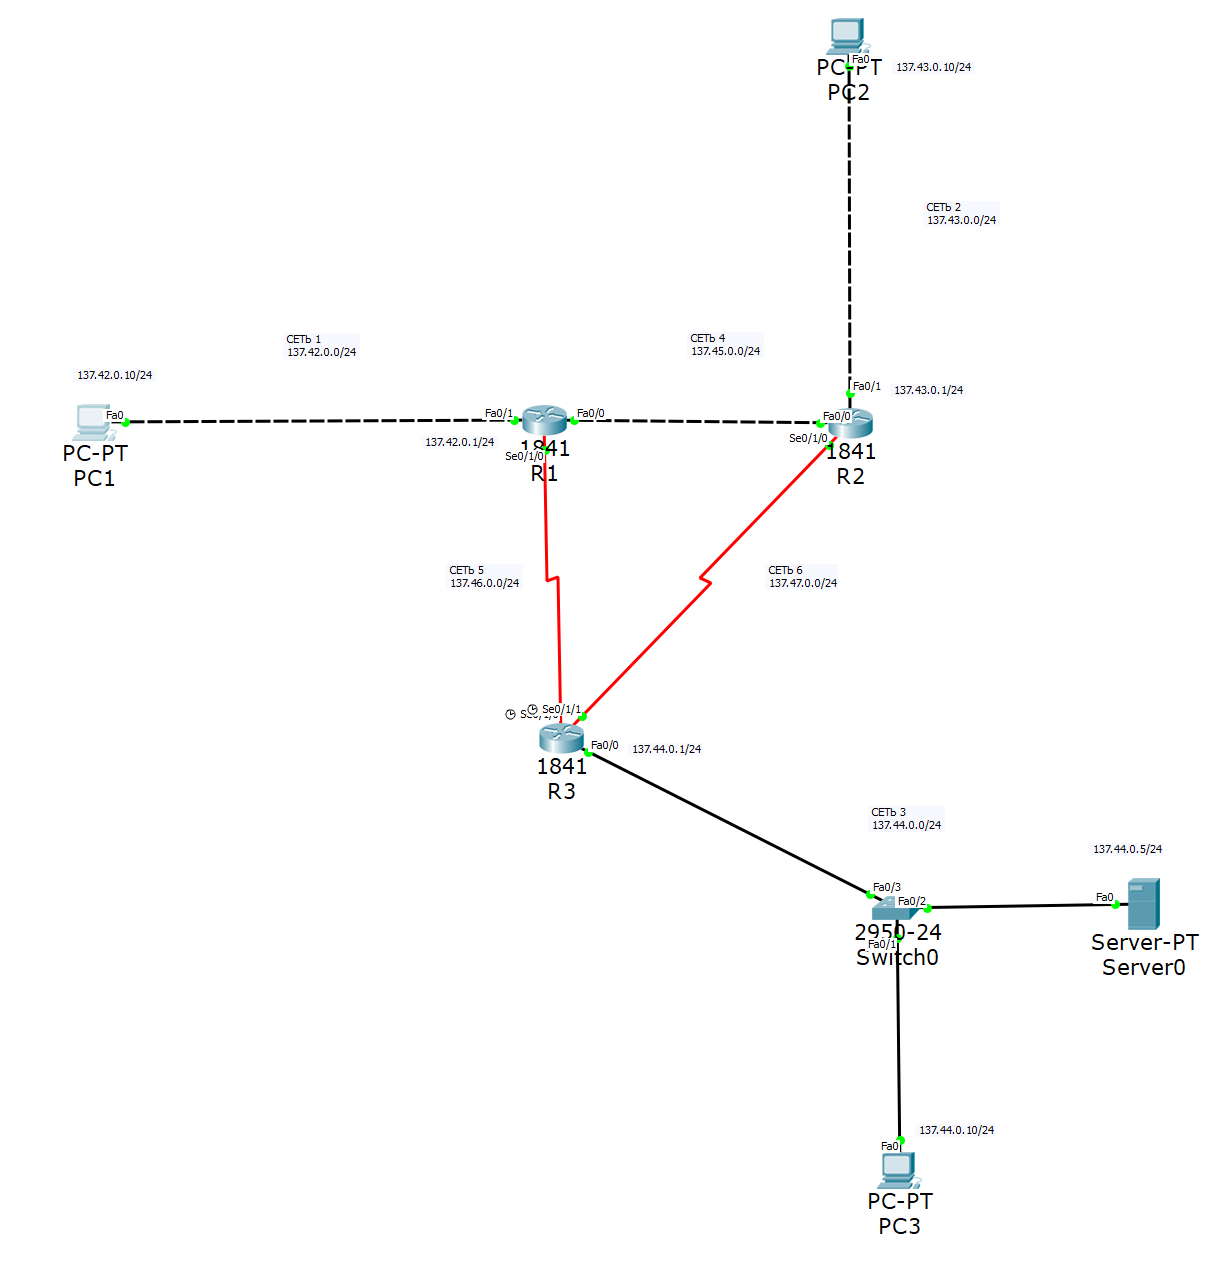 Fa0
PC-PT
PC2
137.43.0.10/24
СЕТЬ 2
137.43.0.0/24
СЕТЬ 1
137.42.0.0/24
СЕТЬ 4
137.45.0.0/24
137.42.0.10/24
Fa0
PC-PT
PC1
Fa0/1
Fa0/0
137.42.0.1/24
Se0/1/0
1841
R1
Fa0/1
137.43.0.1/24
Fa0/0
Se0/1/0
1841
R2
СЕТЬ 5
137.46.0.0/24
СЕТЬ 6
137.47.0.0/24
Se0/1/0
Se0/1/1
Fa0/0
137.44.0.1/24
1841
R3
СЕТЬ 3
137.44.0.0/24
137.44.0.5/24
Fa0/3
Fa0/2
Fa0
2950-24
Fa0/1
Switch0
Server-PT
Server0
137.44.0.10/24
Fa0
PC-PT
PC3